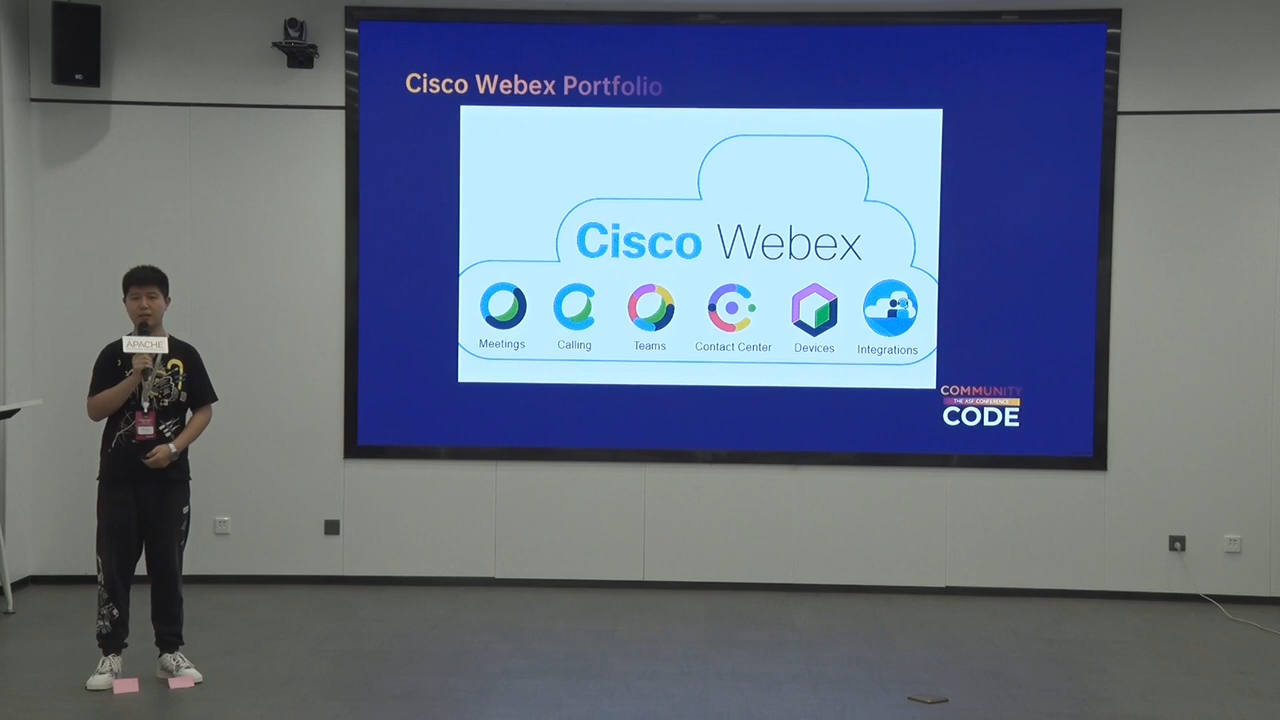 Cisco Webex Portfolio
Cisco Webex
Meetings
Calling
Teams
Contact Center
Devices
Integrations
COMMUNITY
THE ASF CONFERENCE
CODE
APACHE